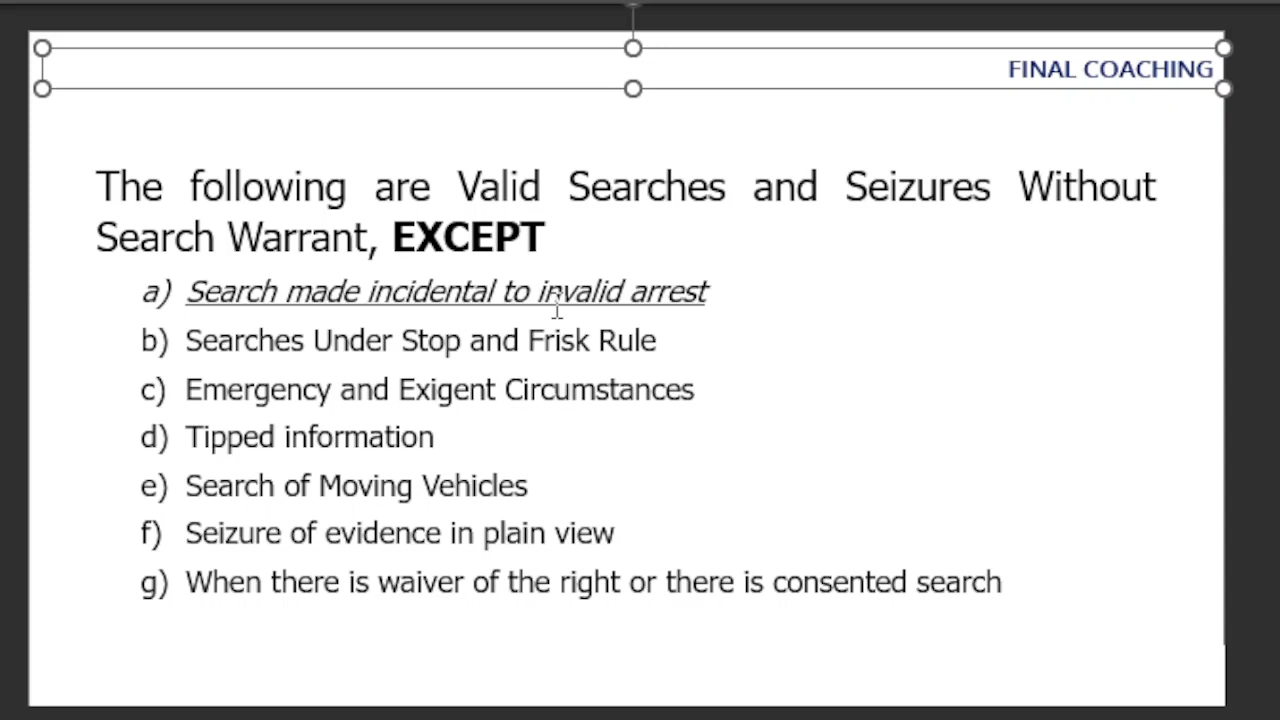 FINAL COACHING
The following are Valid Searches and Seizures Without
Search Warrant, EXCEPT
a) Search made incidental to invalid arrest
b) Searches Under Stop and Frisk Rule
c) Emergency and Exigent Circumstances
d) Tipped information
e) Search of Moving Vehicles
f) Seizure of evidence in plain view
g) When there is waiver of the right or there is consented search